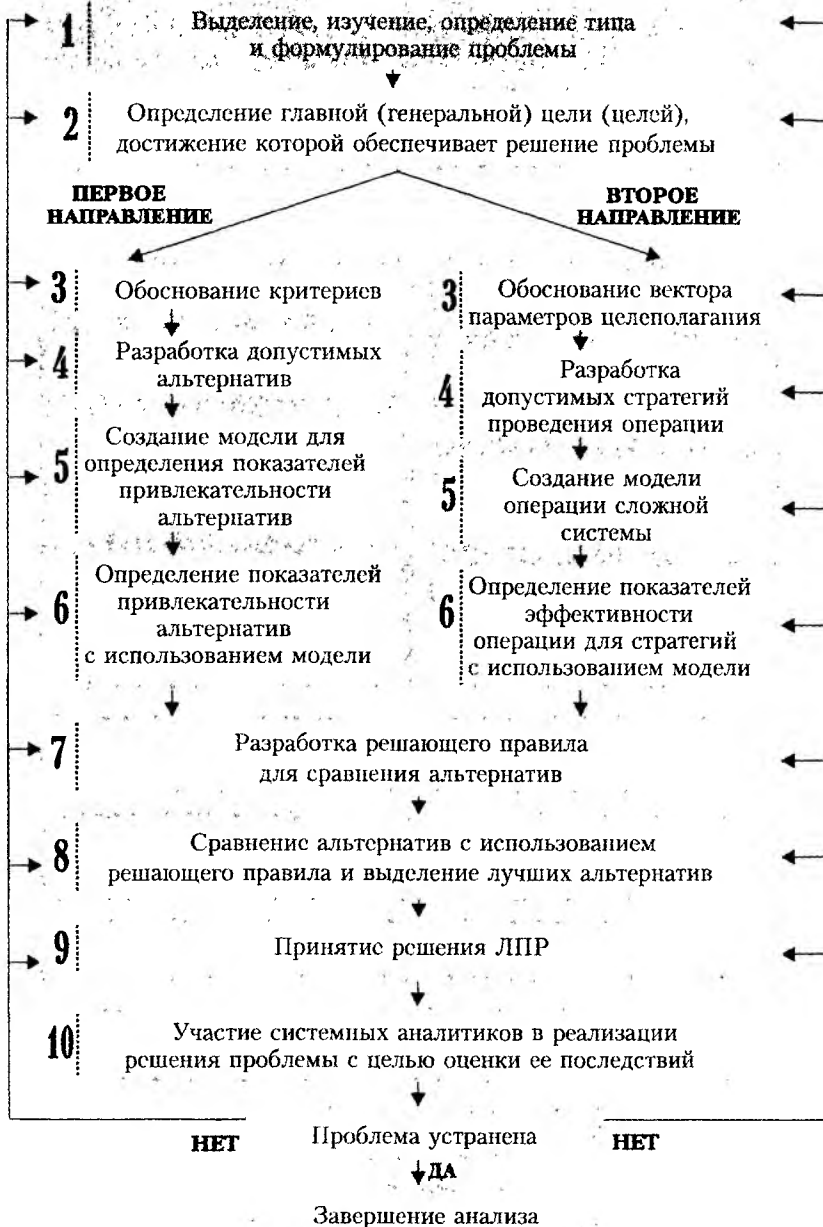 1 Выделение, изучение, определение типа
и формулирование проблемы
2 Определение главной (генеральной) цели (целей),
достижение которой обеспечивает решение проблемы
ПЕРВОЕ
НАПРАВЛЕНИЕ
ВТОРОЕ
НАПРАВЛЕНИЕ
3 Обоснование критериев
4 Разработка допустимых
альтернатив
5 Создание модели для
определения показателей
привлекательности
альтернатив
6 Определение показателей
привлекательности
альтернатив
с использованием модели
3 Обоснование вектора
параметров целеполагания
4 Разработка
допустимых стратегий
проведения операции
5 Создание модели
операции сложной
системы
6 Определение показателей
эффективности
операции для стратегий
с использованием модели
7 Разработка решающего правила
для сравнения альтернатив
8 Сравнение альтернатив с использованием
решающего правила и выделение лучших альтернатив
9 Принятие решения ЛПР
10 Участие системных аналитиков в реализации
решения проблемы с целью оценки ее последствий
НЕТ Проблема устранена НЕТ
ДА
Завершение анализа